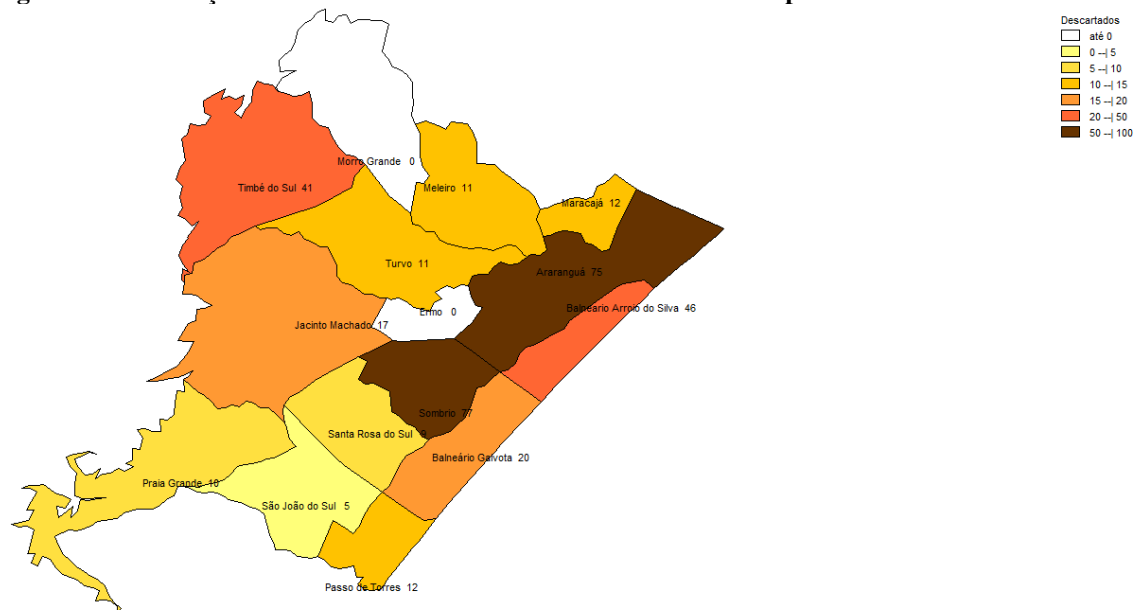 Descartados
até 0
0 --| 5
5 --| 10
10 --| 15
15 --| 20
20 --| 50
50 --| 100
Morro Grande 0
Timbé do Sul 41
Meleiro 11
Maracajá 12
Turvo 11
Araranguá 75
Balneario Arroio do Silva 46
Ermo 0
Jacinto Machado 17
Sombrio 77
Santa Rosa do Sul 9
Balneário Gaivota 20
Praia Grande 10
São João do Sul 5
Passo de Torres 12